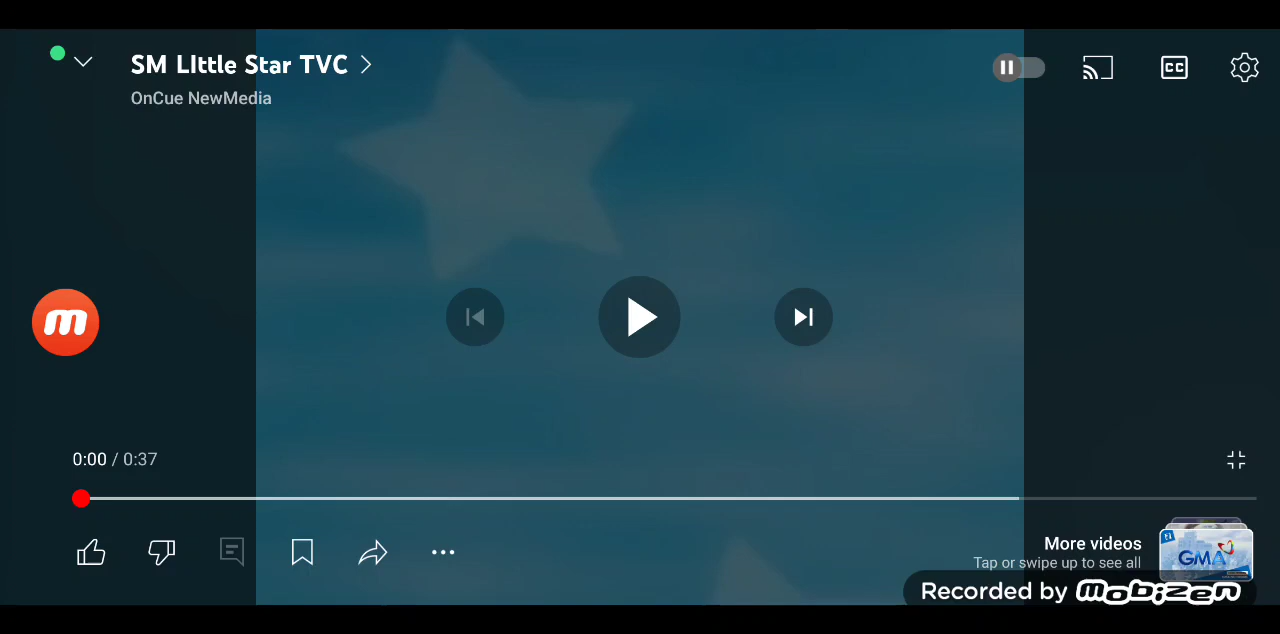 SM LIttle Star TVC
OnCue NewMedia
CC
m
0:00 / 0:37
More videos
Tap or swipe up to see all
GMA
Recorded by mobizen